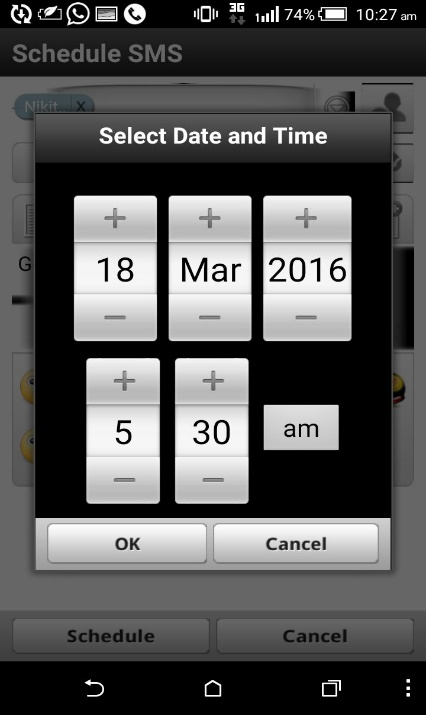 3G 74% 10:27 am
Schedule SMS
Nikit.. X
Select Date and Time
+ + +
18 Mar 2016
− − −
G
+ +
5 30 am
− −
OK Cancel
Schedule Cancel